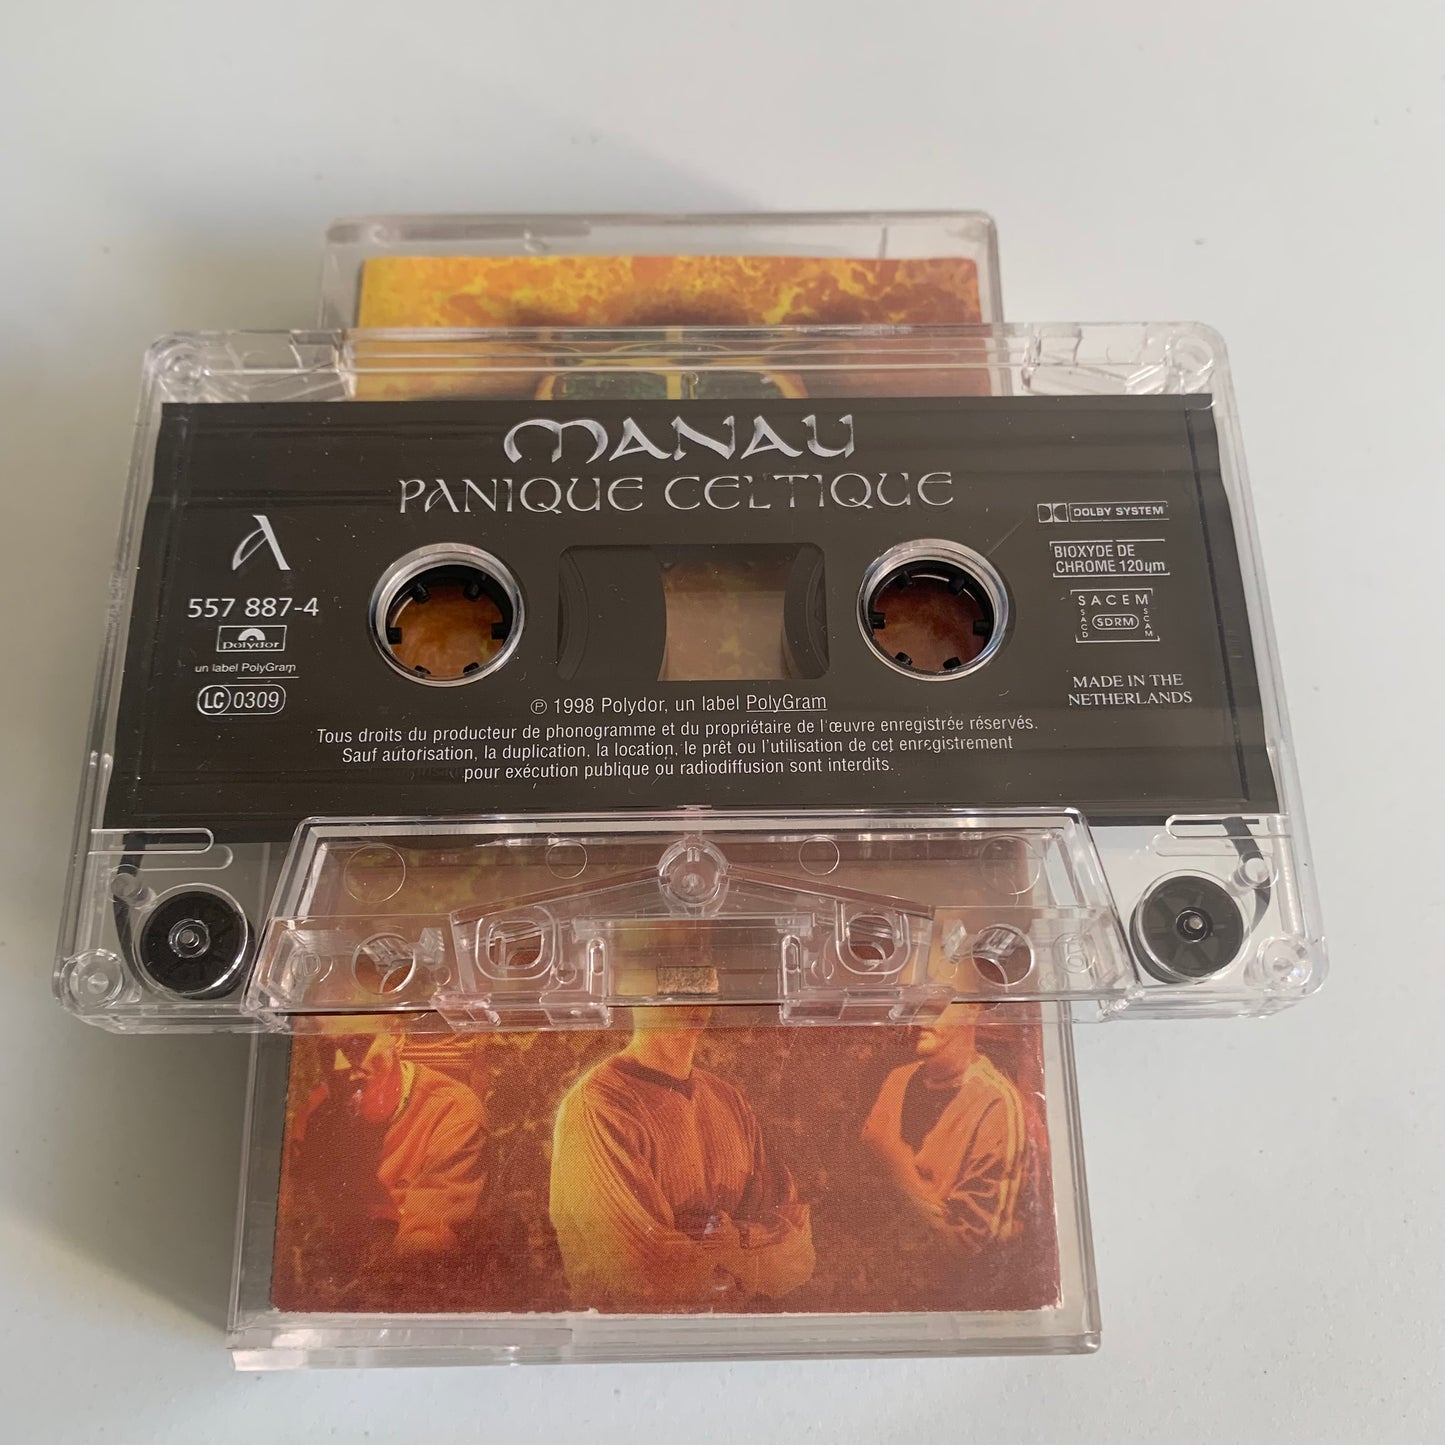 MANAU
PANIQUE CELTIQUE
A
557 887-4
Polydor
un label PolyGram
LC 0309
DOLBY SYSTEM
BIOXYDE DE
CHROME 120µm
SACEM
SACD SDRM SCAM
MADE IN THE
NETHERLANDS
℗ 1998 Polydor, un label PolyGram
Tous droits du producteur de phonogramme et du propriétaire de l'œuvre enregistrée réservés.
Sauf autorisation, la duplication, la location, le prêt ou l'utilisation de cet enregistrement
pour exécution publique ou radiodiffusion sont interdits.